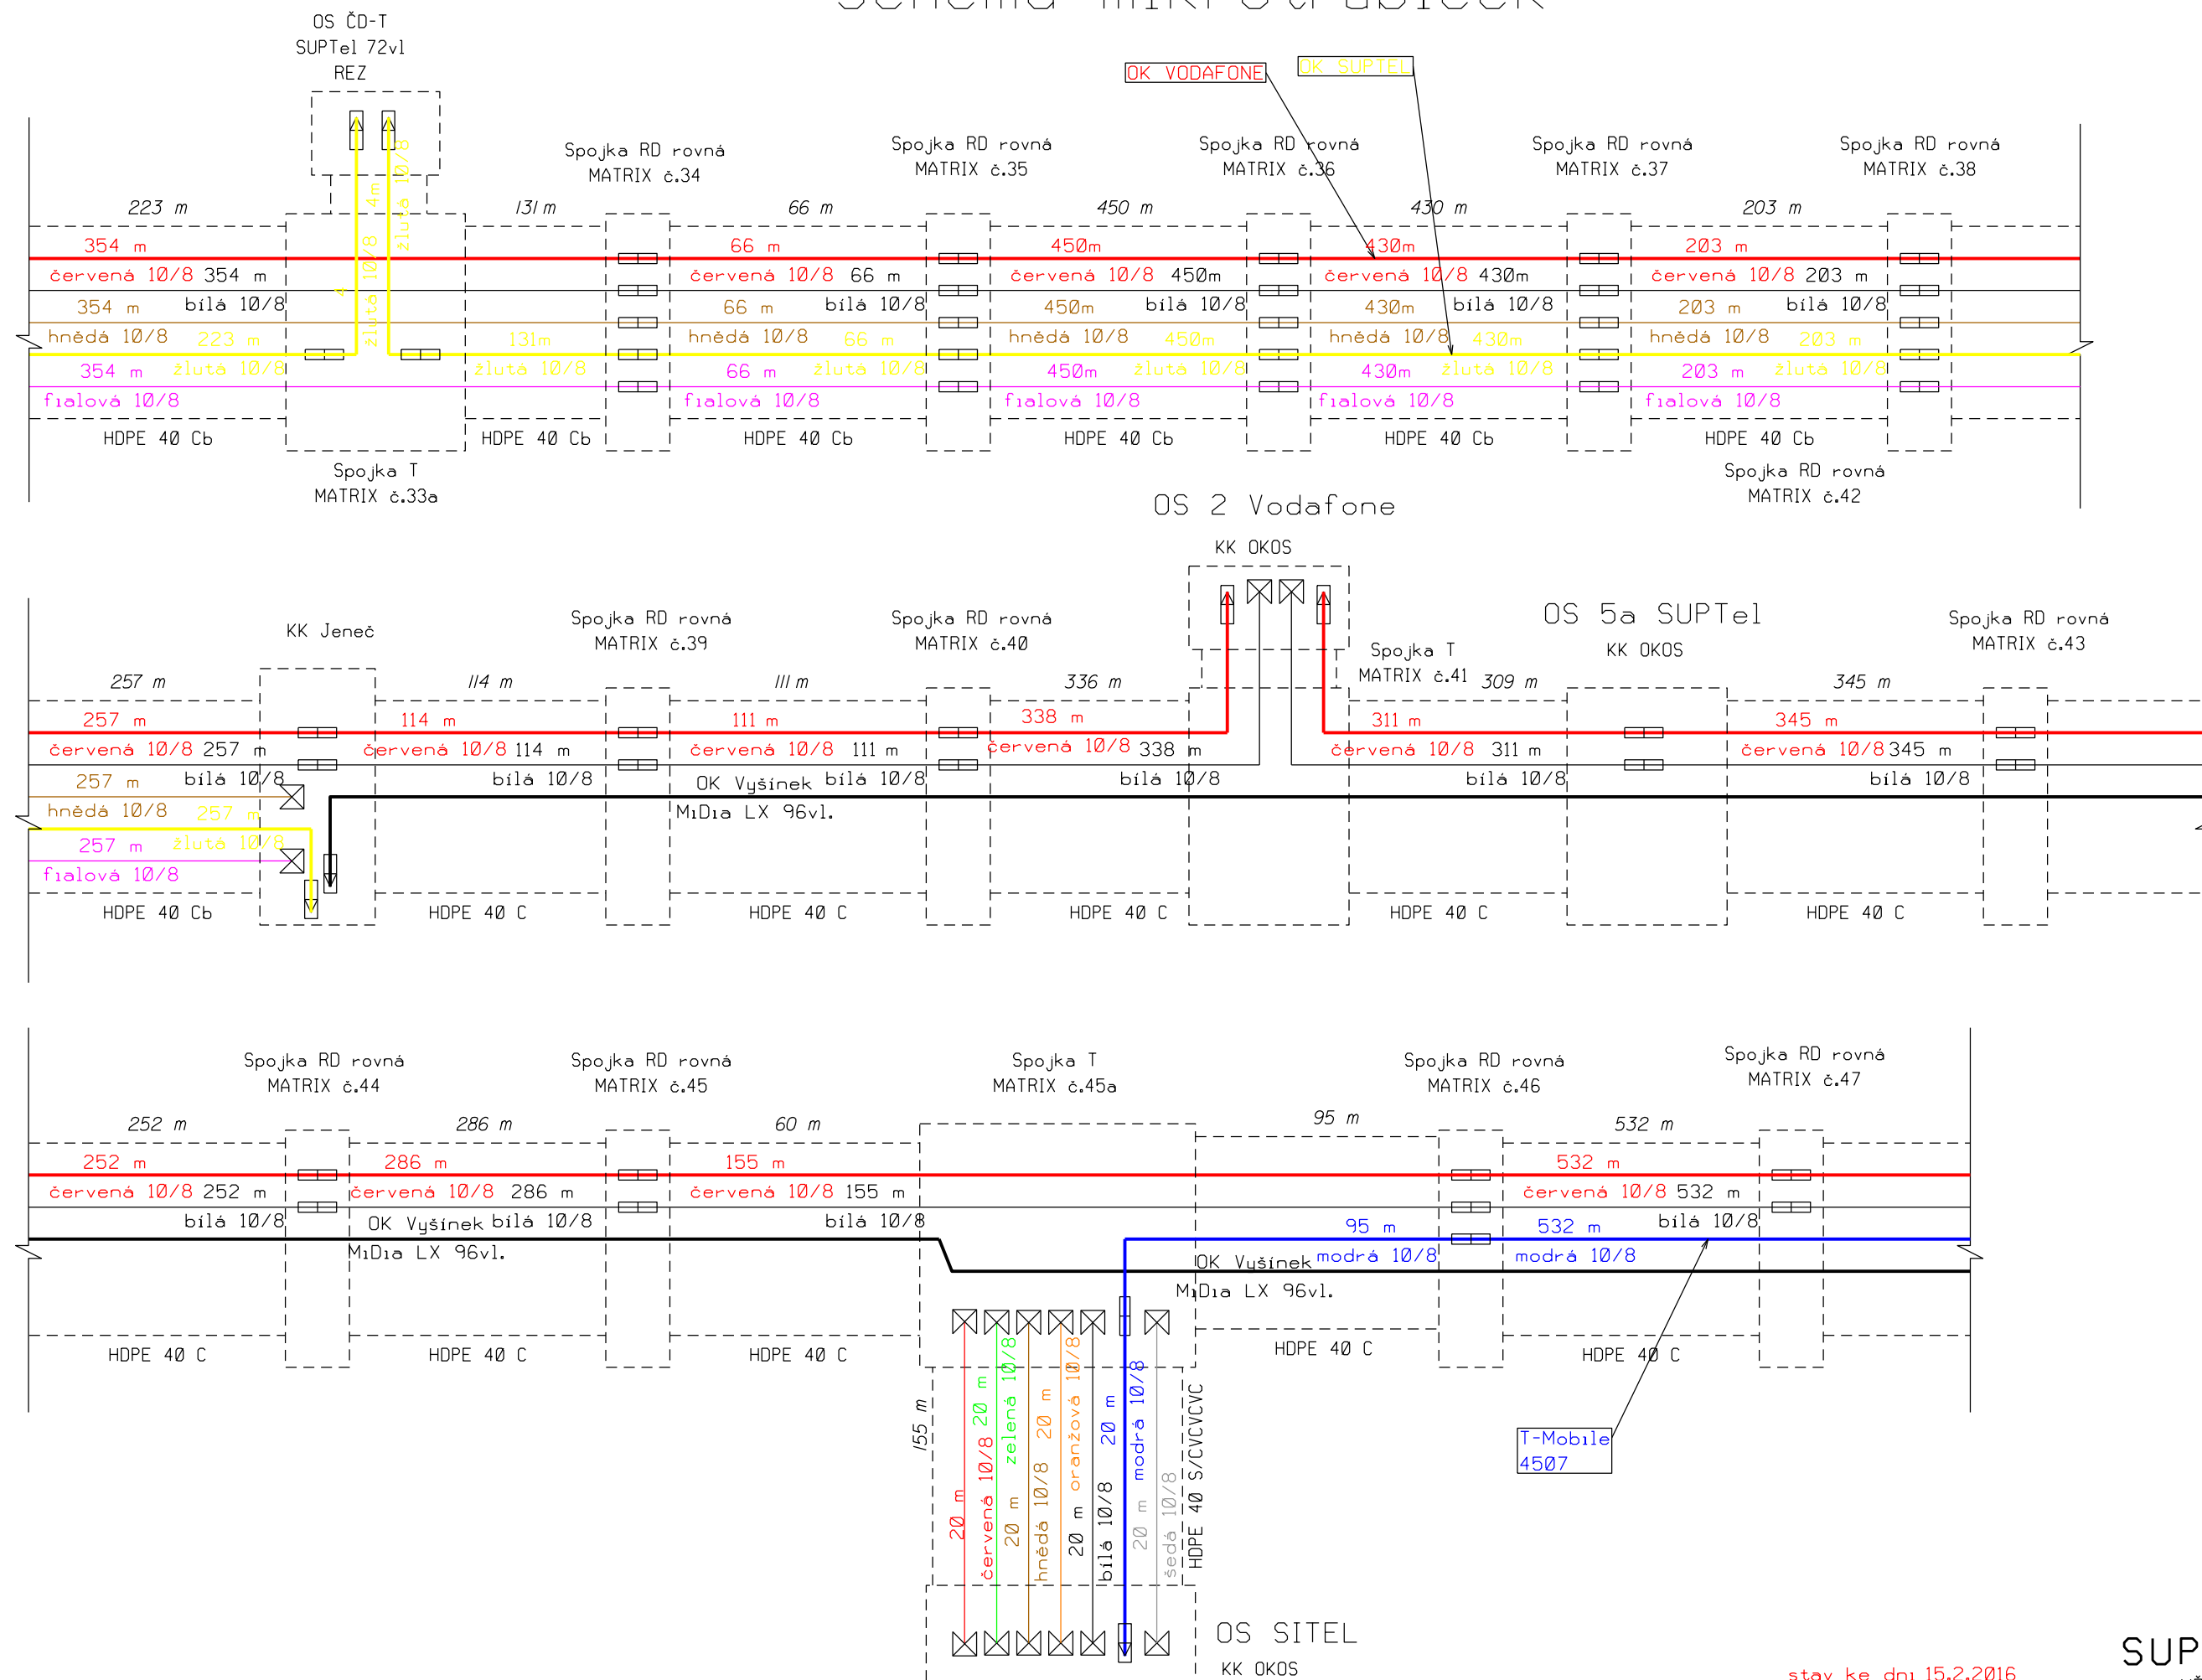 Schéma mikrotrubiček
OS ČD-T
SUPTel 72vl
REZ
OK VODAFONE
OK SUPTEL
Spojka RD rovná
MATRIX č.34
Spojka RD rovná
MATRIX č.35
Spojka RD rovná
MATRIX č.36
Spojka RD rovná
MATRIX č.37
Spojka RD rovná
MATRIX č.38
223 m
131 m
66 m
450 m
430 m
203 m
žlutá 10/8 4m
žlutá 10/8
4
354 m
66 m
450m
430m
203 m
červená 10/8 354 m
červená 10/8 66 m
červená 10/8 450m
červená 10/8 430m
červená 10/8 203 m
354 m bílá 10/8
66 m bílá 10/8
450m bílá 10/8
430m bílá 10/8
203 m bílá 10/8
hnědá 10/8 223 m
131m
hnědá 10/8 66 m
hnědá 10/8 450m
hnědá 10/8 430m
hnědá 10/8 203 m
354 m žlutá 10/8
žlutá 10/8
66 m žlutá 10/8
450m žlutá 10/8
430m žlutá 10/8
203 m žlutá 10/8
fialová 10/8
fialová 10/8
fialová 10/8
fialová 10/8
fialová 10/8
HDPE 40 Cb
HDPE 40 Cb
HDPE 40 Cb
HDPE 40 Cb
HDPE 40 Cb
HDPE 40 Cb
Spojka T
MATRIX č.33a
Spojka RD rovná
MATRIX č.42
OS 2 Vodafone
KK OKOS
KK Jeneč
Spojka RD rovná
MATRIX č.39
Spojka RD rovná
MATRIX č.40
Spojka T
MATRIX č.41
OS 5a SUPTel
KK OKOS
Spojka RD rovná
MATRIX č.43
257 m
114 m
111 m
336 m
309 m
345 m
257 m
114 m
111 m
338 m
311 m
345 m
červená 10/8 257 m
červená 10/8 114 m
červená 10/8 111 m
červená 10/8 338 m
červená 10/8 311 m
červená 10/8 345 m
257 m bílá 10/8
bílá 10/8
OK Vyšínek bílá 10/8
bílá 10/8
bílá 10/8
bílá 10/8
hnědá 10/8 257 m
MiDia LX 96vl.
257 m žlutá 10/8
fialová 10/8
HDPE 40 Cb
HDPE 40 C
HDPE 40 C
HDPE 40 C
HDPE 40 C
HDPE 40 C
Spojka RD rovná
MATRIX č.44
Spojka RD rovná
MATRIX č.45
Spojka T
MATRIX č.45a
Spojka RD rovná
MATRIX č.46
Spojka RD rovná
MATRIX č.47
252 m
286 m
60 m
95 m
532 m
252 m
286 m
155 m
532 m
červená 10/8 252 m
červená 10/8 286 m
červená 10/8 155 m
červená 10/8 532 m
bílá 10/8
OK Vyšínek bílá 10/8
bílá 10/8
95 m
532 m bílá 10/8
MiDia LX 96vl.
OK Vyšínek modrá 10/8
modrá 10/8
MiDia LX 96vl.
HDPE 40 C
HDPE 40 C
HDPE 40 C
HDPE 40 C
HDPE 40 C
155 m
20 m
červená 10/8
20 m
zelená 10/8
20 m
hnědá 10/8
20 m
oranžová 10/8
20 m
bílá 10/8
20 m
modrá 10/8
20 m
šedá 10/8
HDPE 40 S/CVCVCVC
T-Mobile
4507
OS SITEL
KK OKOS
SUP
stav ke dni 15.2.2016